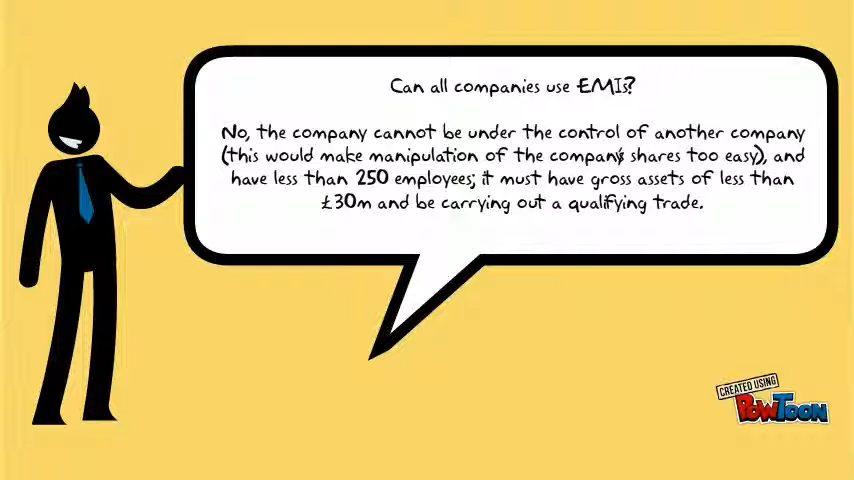 Can all companies use EMIs?
No, the company cannot be under the control of another company
(this would make manipulation of the company's shares too easy), and
have less than 250 employees; it must have gross assets of less than
£30m and be carrying out a qualifying trade.
CREATED USING
POWTOON